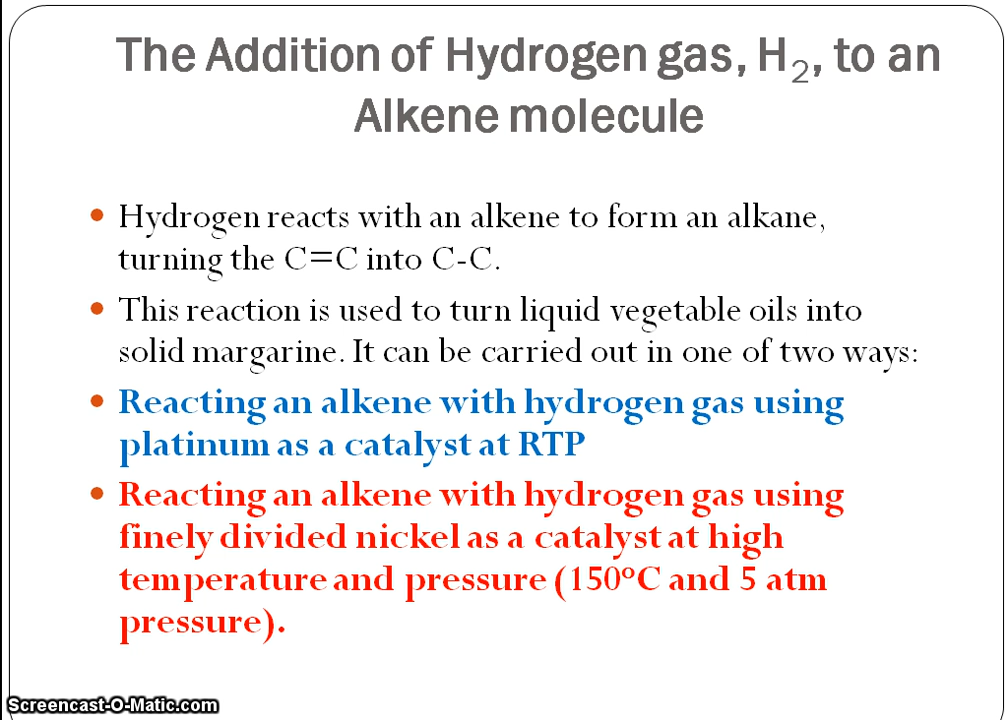 The Addition of Hydrogen gas, H₂, to an
Alkene molecule
• Hydrogen reacts with an alkene to form an alkane,
turning the C=C into C-C.
• This reaction is used to turn liquid vegetable oils into
solid margarine. It can be carried out in one of two ways:
• Reacting an alkene with hydrogen gas using
platinum as a catalyst at RTP
• Reacting an alkene with hydrogen gas using
finely divided nickel as a catalyst at high
temperature and pressure (150°C and 5 atm
pressure).
Screencast-O-Matic.com